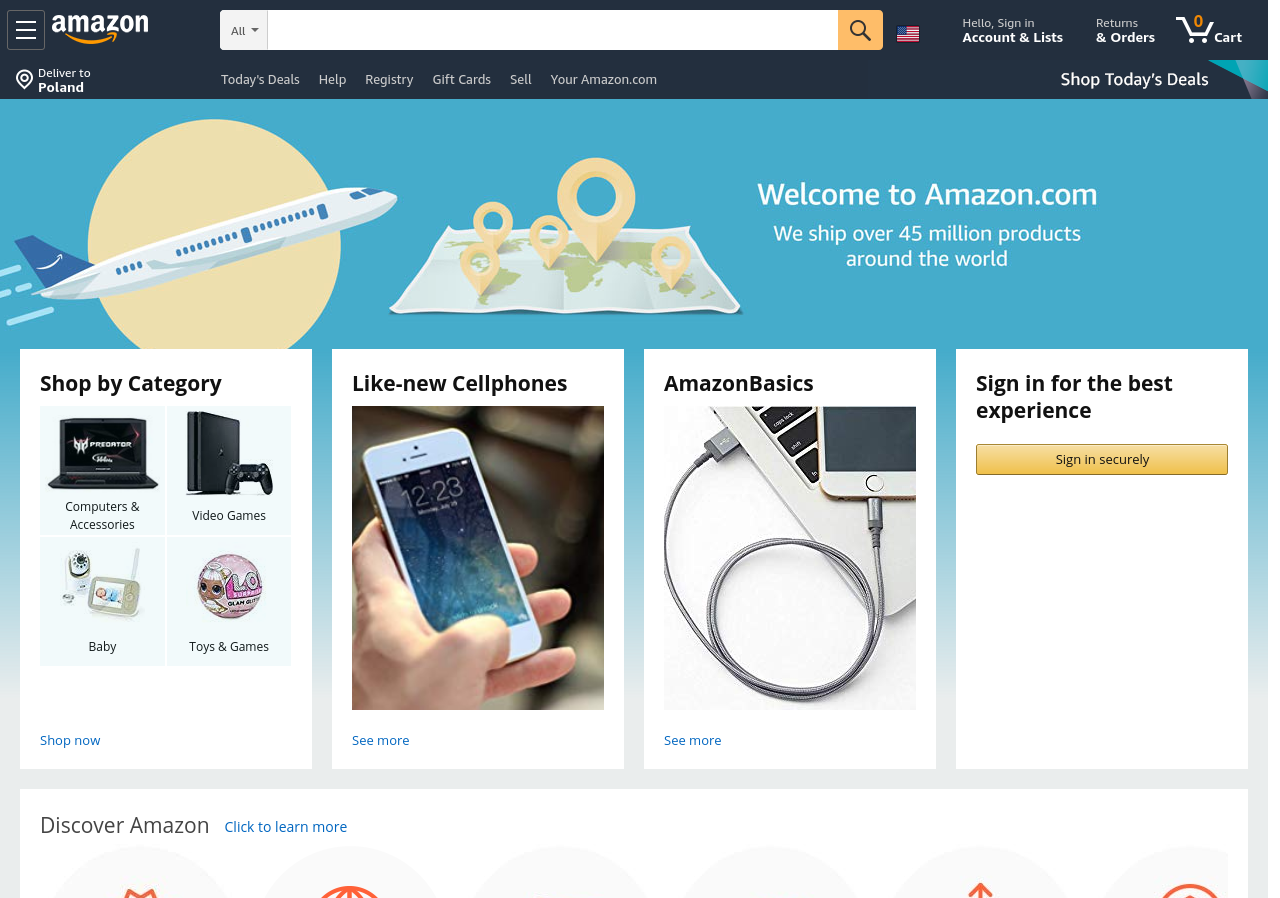 amazon
All
Hello, Sign in
Account & Lists
Returns
& Orders
0
Cart
Deliver to
Poland
Today's Deals
Help
Registry
Gift Cards
Sell
Your Amazon.com
Shop Today's Deals
Welcome to Amazon.com
We ship over 45 million products
around the world
Shop by Category
PREDATOR
Computers &
Accessories
Video Games
Baby
Toys & Games
Shop now
Like-new Cellphones
12:23
See more
AmazonBasics
caps lock
shift
fn
See more
Sign in for the best
experience
Sign in securely
Discover Amazon
Click to learn more